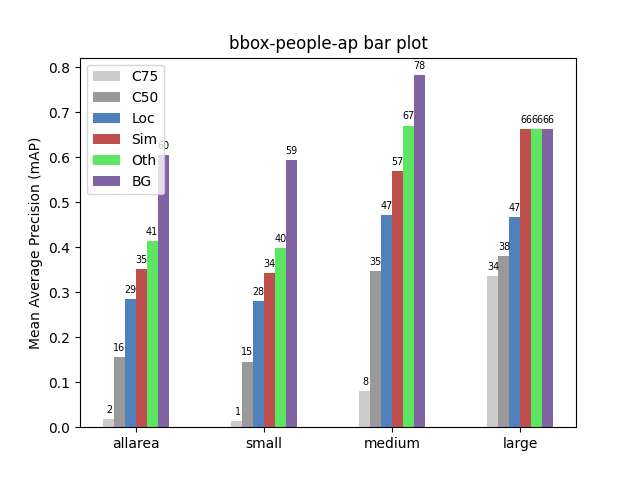 bbox-people-ap bar plot
Mean Average Precision (mAP)
0.8
0.7
0.6
0.5
0.4
0.3
0.2
0.1
0.0
C75
C50
Loc
Sim
Oth
BG
2
16
29
35
41
60
1
15
28
34
40
59
8
35
47
57
67
78
34
38
47
66
66
66
allarea
small
medium
large